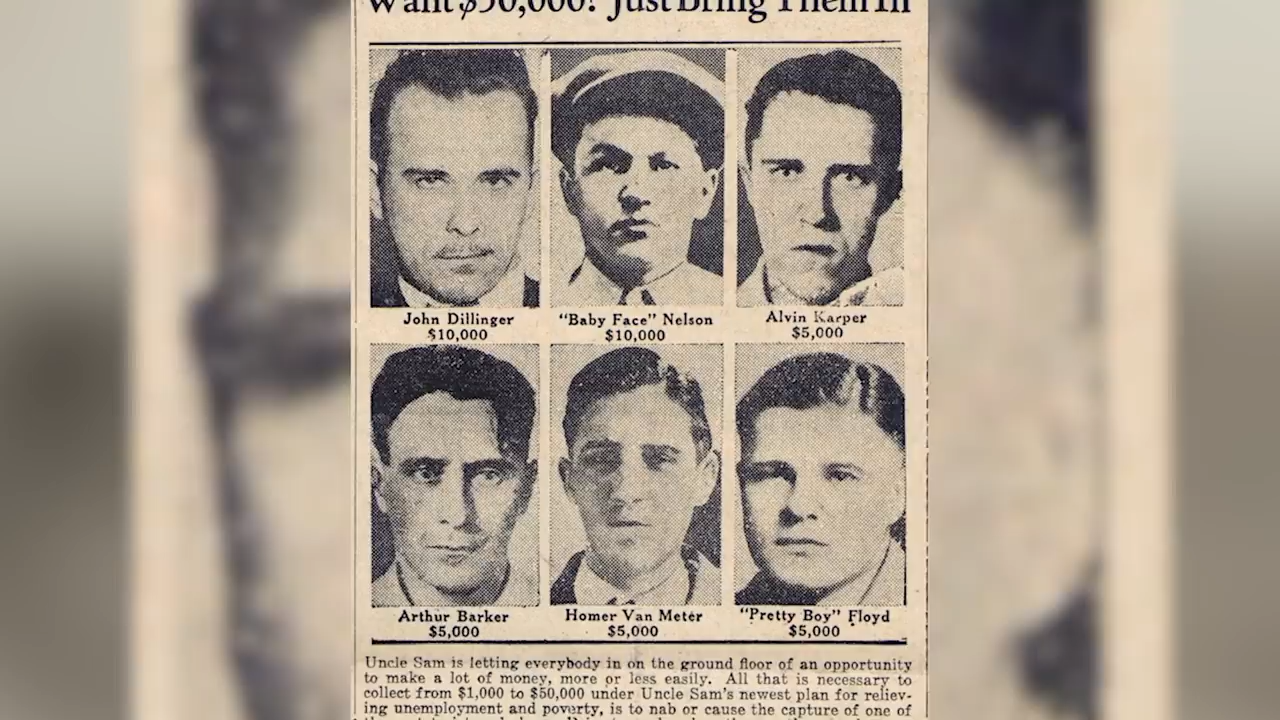 Want $50,000? Just Bring Them In
John Dillinger
$10,000
"Baby Face" Nelson
$10,000
Alvin Karper
$5,000
Arthur Barker
$5,000
Homer Van Meter
$5,000
"Pretty Boy" Floyd
$5,000
Uncle Sam is letting everybody in on the ground floor of an opportunity
to make a lot of money, more or less easily. All that is necessary to
collect from $1,000 to $50,000 under Uncle Sam's newest plan for reliev-
ing unemployment and poverty, is to nab or cause the capture of one of